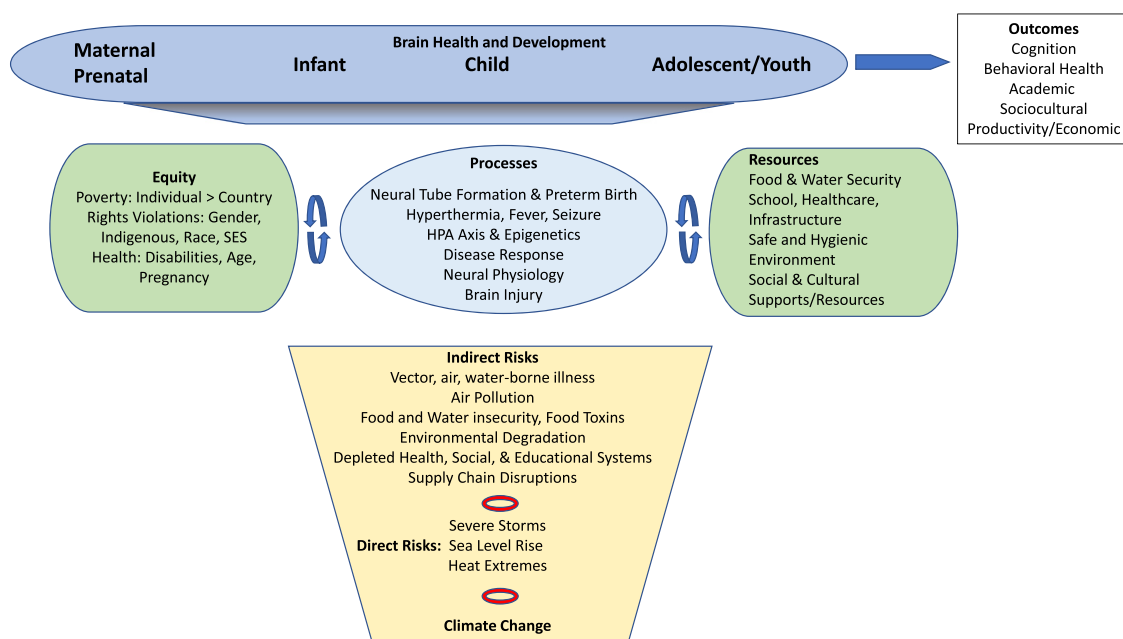 Brain Health and Development
Maternal
Prenatal
Infant
Child
Adolescent/Youth
Outcomes
Cognition
Behavioral Health
Academic
Sociocultural
Productivity/Economic
Equity
Poverty: Individual > Country
Rights Violations: Gender,
Indigenous, Race, SES
Health: Disabilities, Age,
Pregnancy
Processes
Neural Tube Formation & Preterm Birth
Hyperthermia, Fever, Seizure
HPA Axis & Epigenetics
Disease Response
Neural Physiology
Brain Injury
Resources
Food & Water Security
School, Healthcare,
Infrastructure
Safe and Hygienic
Environment
Social & Cultural
Supports/Resources
Indirect Risks
Vector, air, water-borne illness
Air Pollution
Food and Water insecurity, Food Toxins
Environmental Degradation
Depleted Health, Social, & Educational Systems
Supply Chain Disruptions
Severe Storms
Direct Risks: Sea Level Rise
Heat Extremes
Climate Change